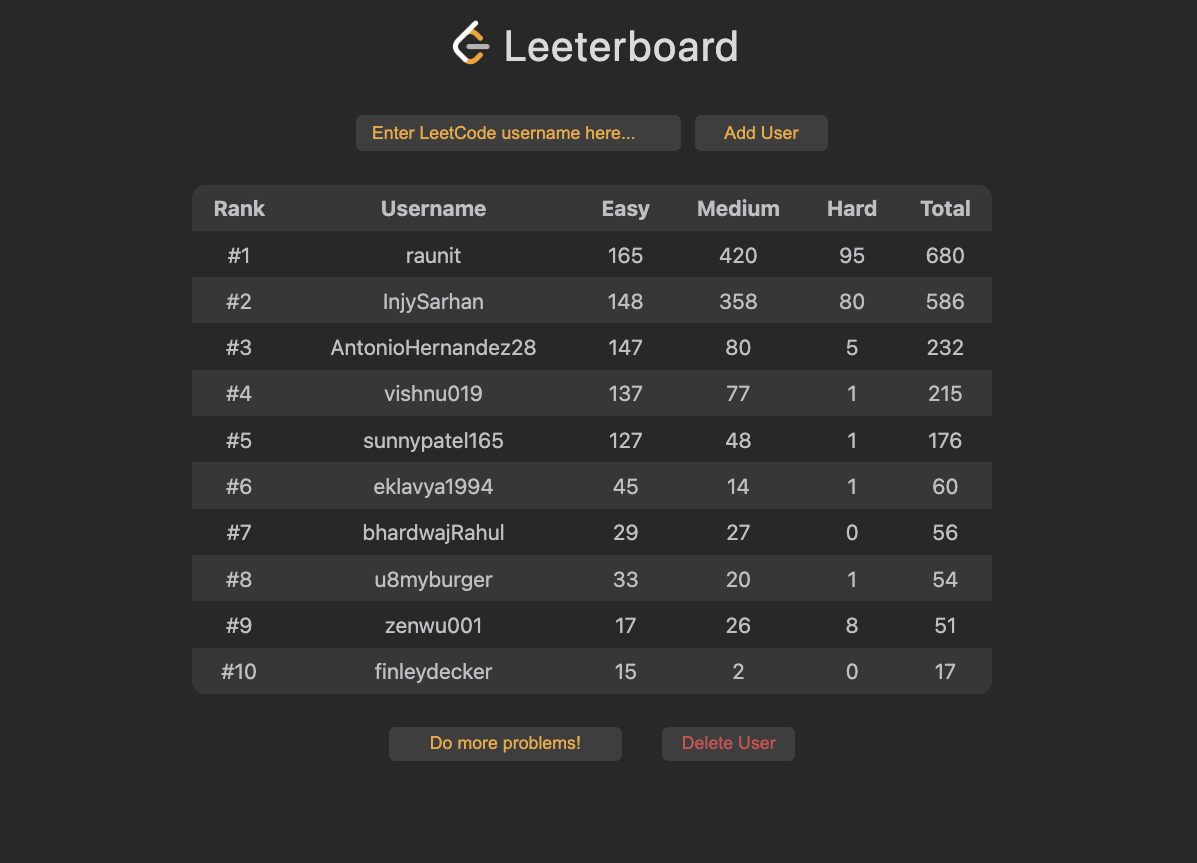 Leeterboard
Enter LeetCode username here... Add User
Rank Username Easy Medium Hard Total
#1 raunit 165 420 95 680
#2 InjySarhan 148 358 80 586
#3 AntonioHernandez28 147 80 5 232
#4 vishnu019 137 77 1 215
#5 sunnypatel165 127 48 1 176
#6 eklavya1994 45 14 1 60
#7 bhardwajRahul 29 27 0 56
#8 u8myburger 33 20 1 54
#9 zenwu001 17 26 8 51
#10 finleydecker 15 2 0 17
Do more problems! Delete User